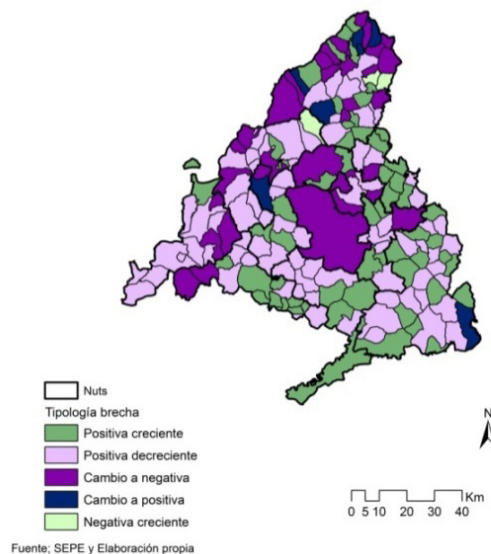 Nuts
Tipología brecha
Positiva creciente
Positiva decreciente
Cambio a negativa
Cambio a positiva
Negativa creciente
N
Km
0 5 10 20 30 40
Fuente; SEPE y Elaboración propia